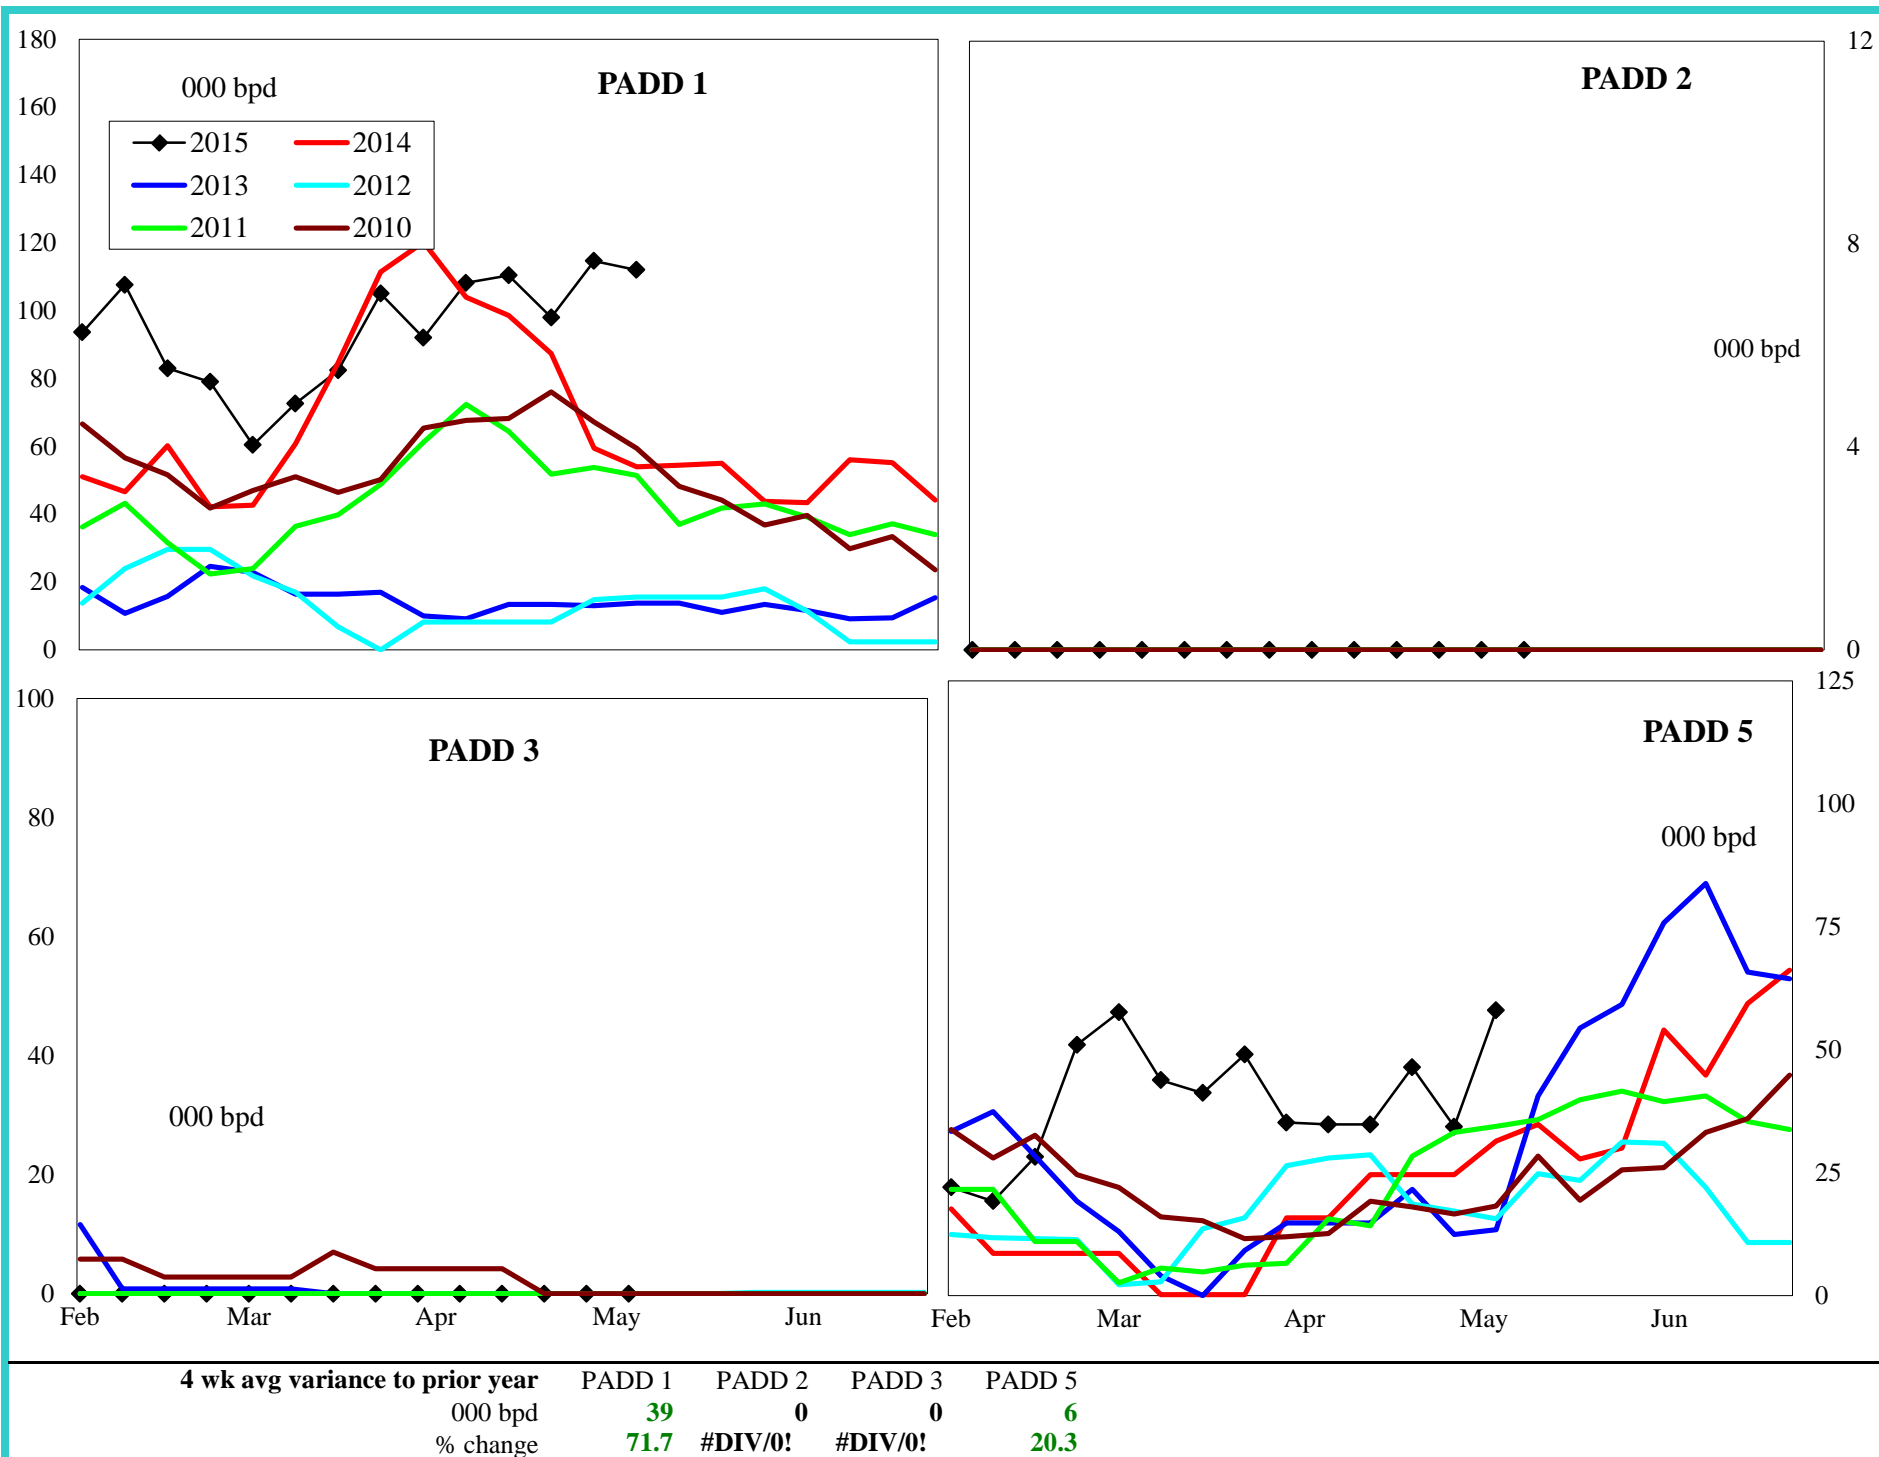 180
160
140
120
100
80
60
40
20
0
000 bpd
PADD 1
2015 2014
2013 2012
2011 2010
PADD 2
12
8
4
0
000 bpd
100
80
60
40
20
0
PADD 3
000 bpd
Feb Mar Apr May Jun
PADD 5
000 bpd
125
100
75
50
25
0
Feb Mar Apr May Jun
4 wk avg variance to prior year PADD 1 PADD 2 PADD 3 PADD 5
000 bpd 39 0 0 6
% change 71.7 #DIV/0! #DIV/0! 20.3